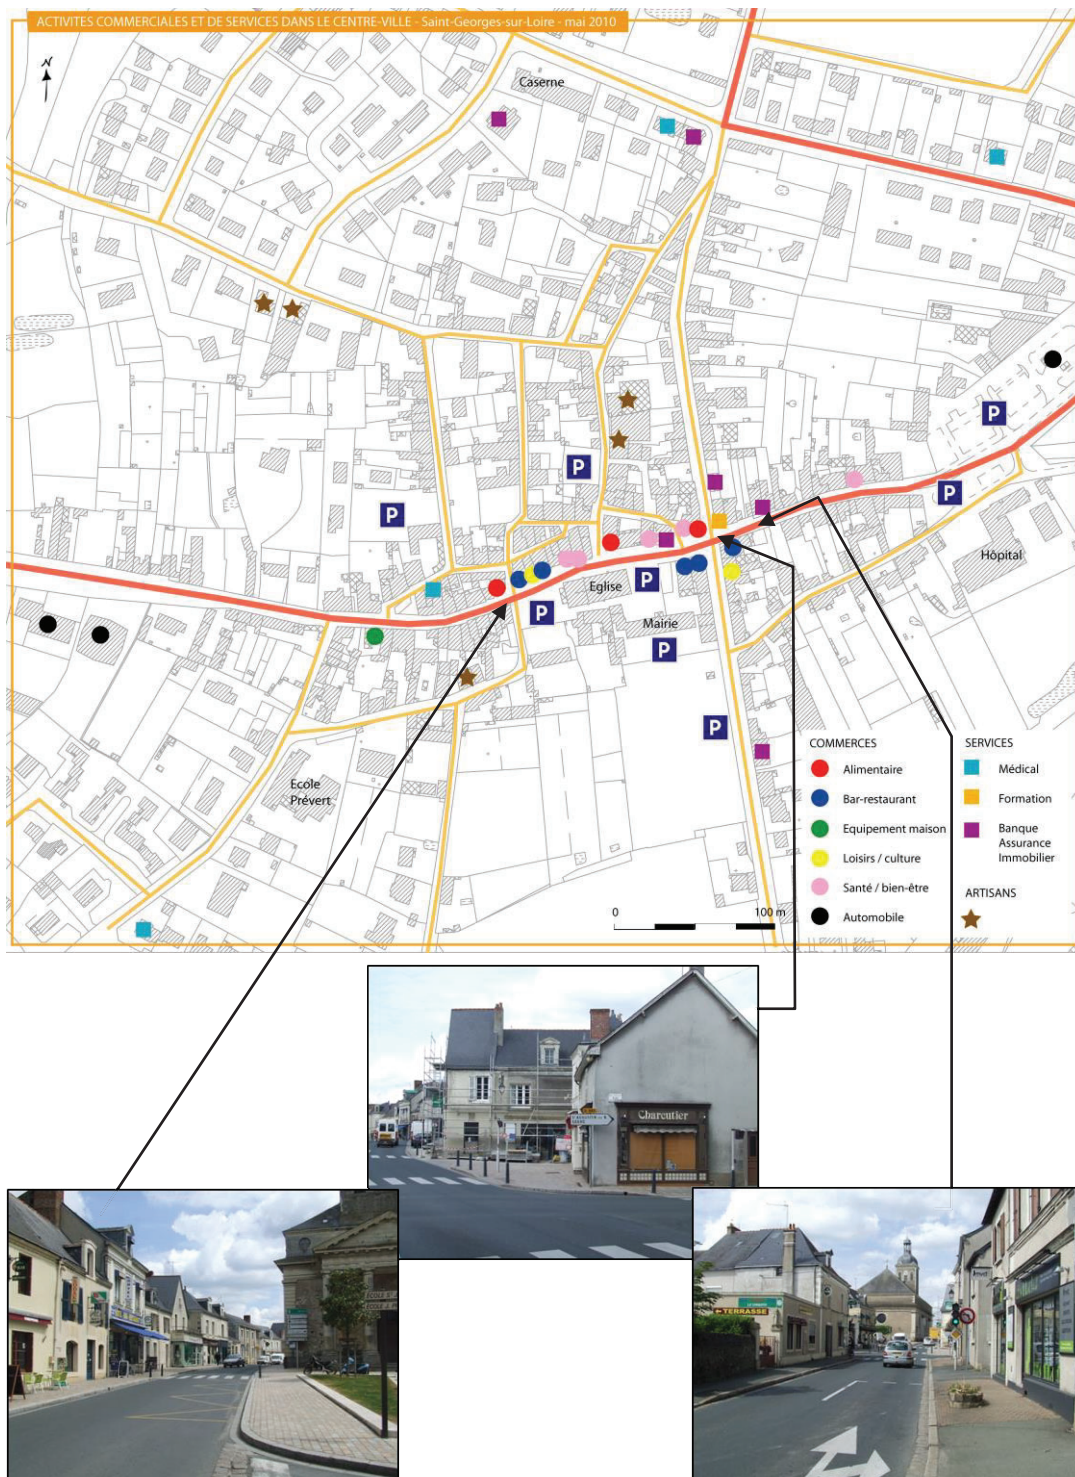 ACTIVITES COMMERCIALES ET DE SERVICES DANS LE CENTRE-VILLE - Saint-Georges-sur-Loire - mai 2010
N
Caserne
P
P
P
P
Hôpital
Eglise
P
P
Mairie
P
P
Ecole
Prévert
COMMERCES
Alimentaire
Bar-restaurant
Equipement maison
Loisirs / culture
Santé / bien-être
Automobile
SERVICES
Médical
Formation
Banque
Assurance
Immobilier
ARTISANS
0 100 m
Charcutier
TERRASSE